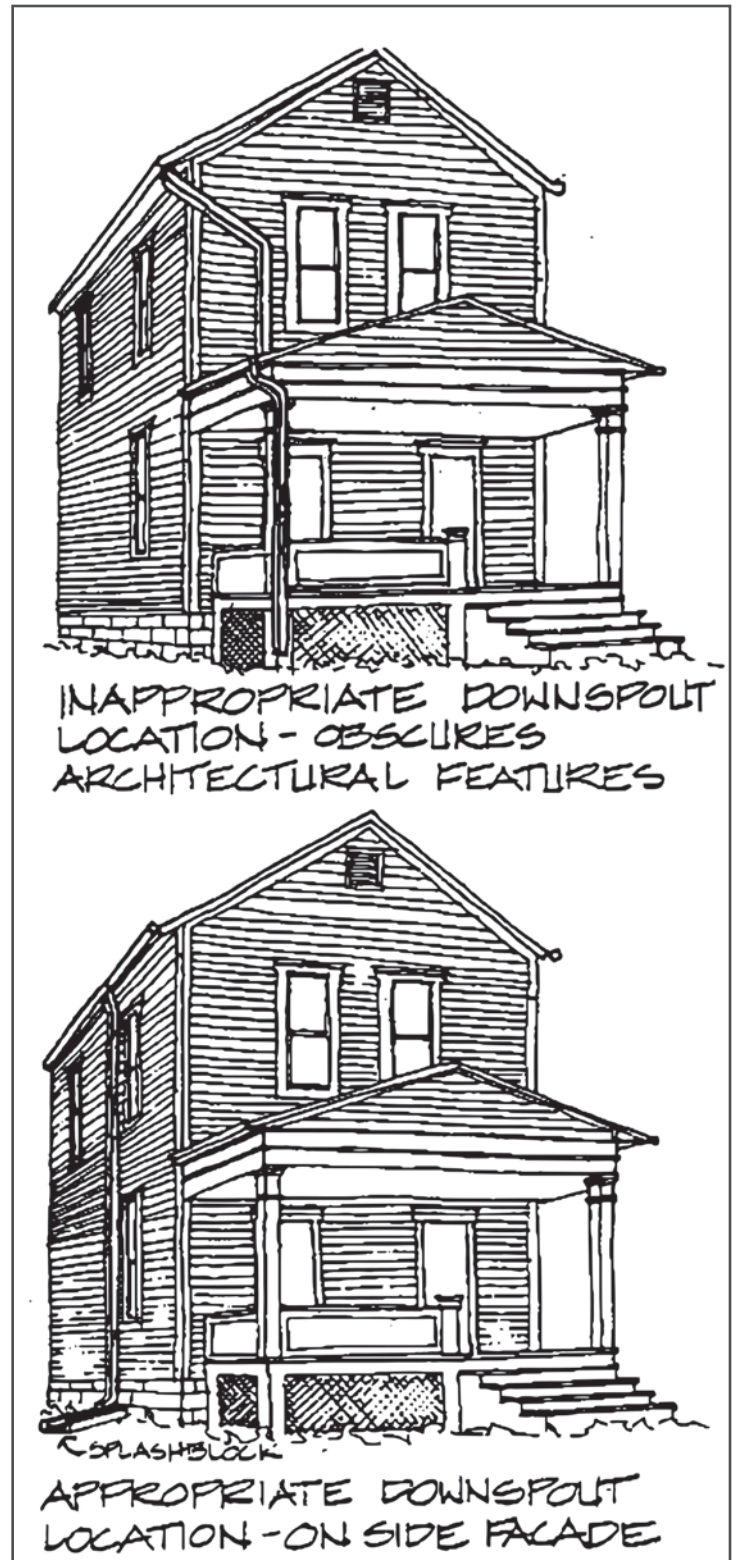 INAPPROPRIATE DOWNSPOUT
LOCATION - OBSCURES
ARCHITECTURAL FEATURES
SPLASHBLOCK
APPROPRIATE DOWNSPOUT
LOCATION - ON SIDE FACADE